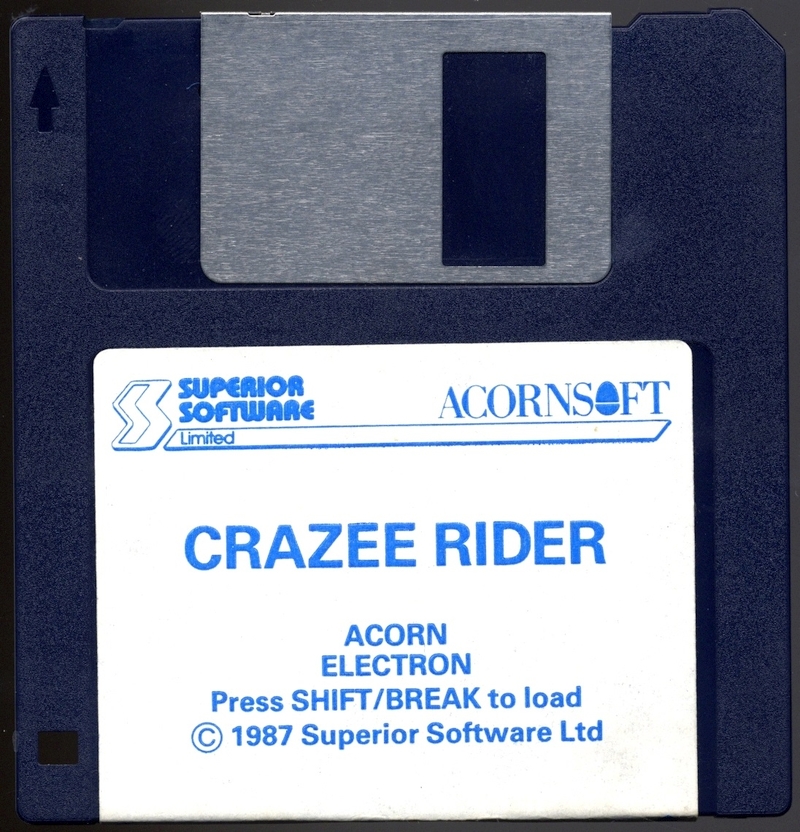 SUPERIOR
SOFTWARE
Limited
ACORNSOFT
CRAZEE RIDER
ACORN
ELECTRON
Press SHIFT/BREAK to load
© 1987 Superior Software Ltd